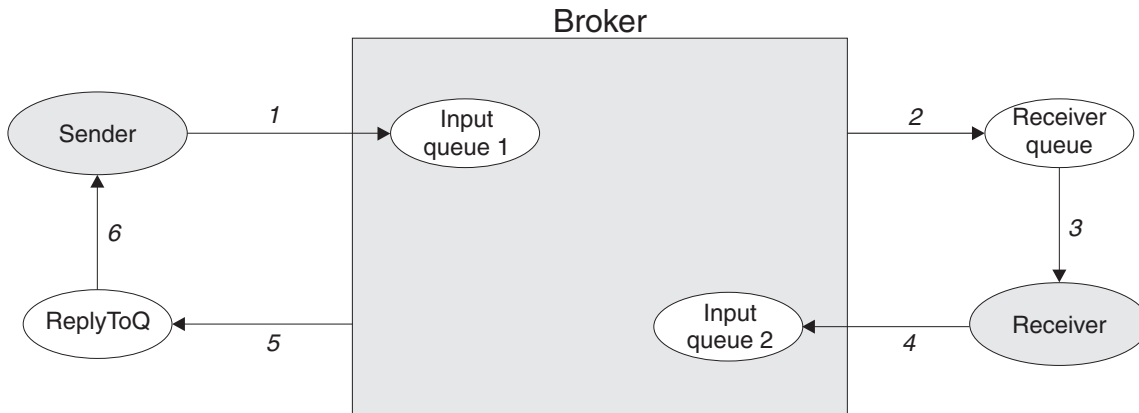 Broker
Sender
1
Input
queue 1
2
Receiver
queue
6
3
ReplyToQ
5
Input
queue 2
4
Receiver